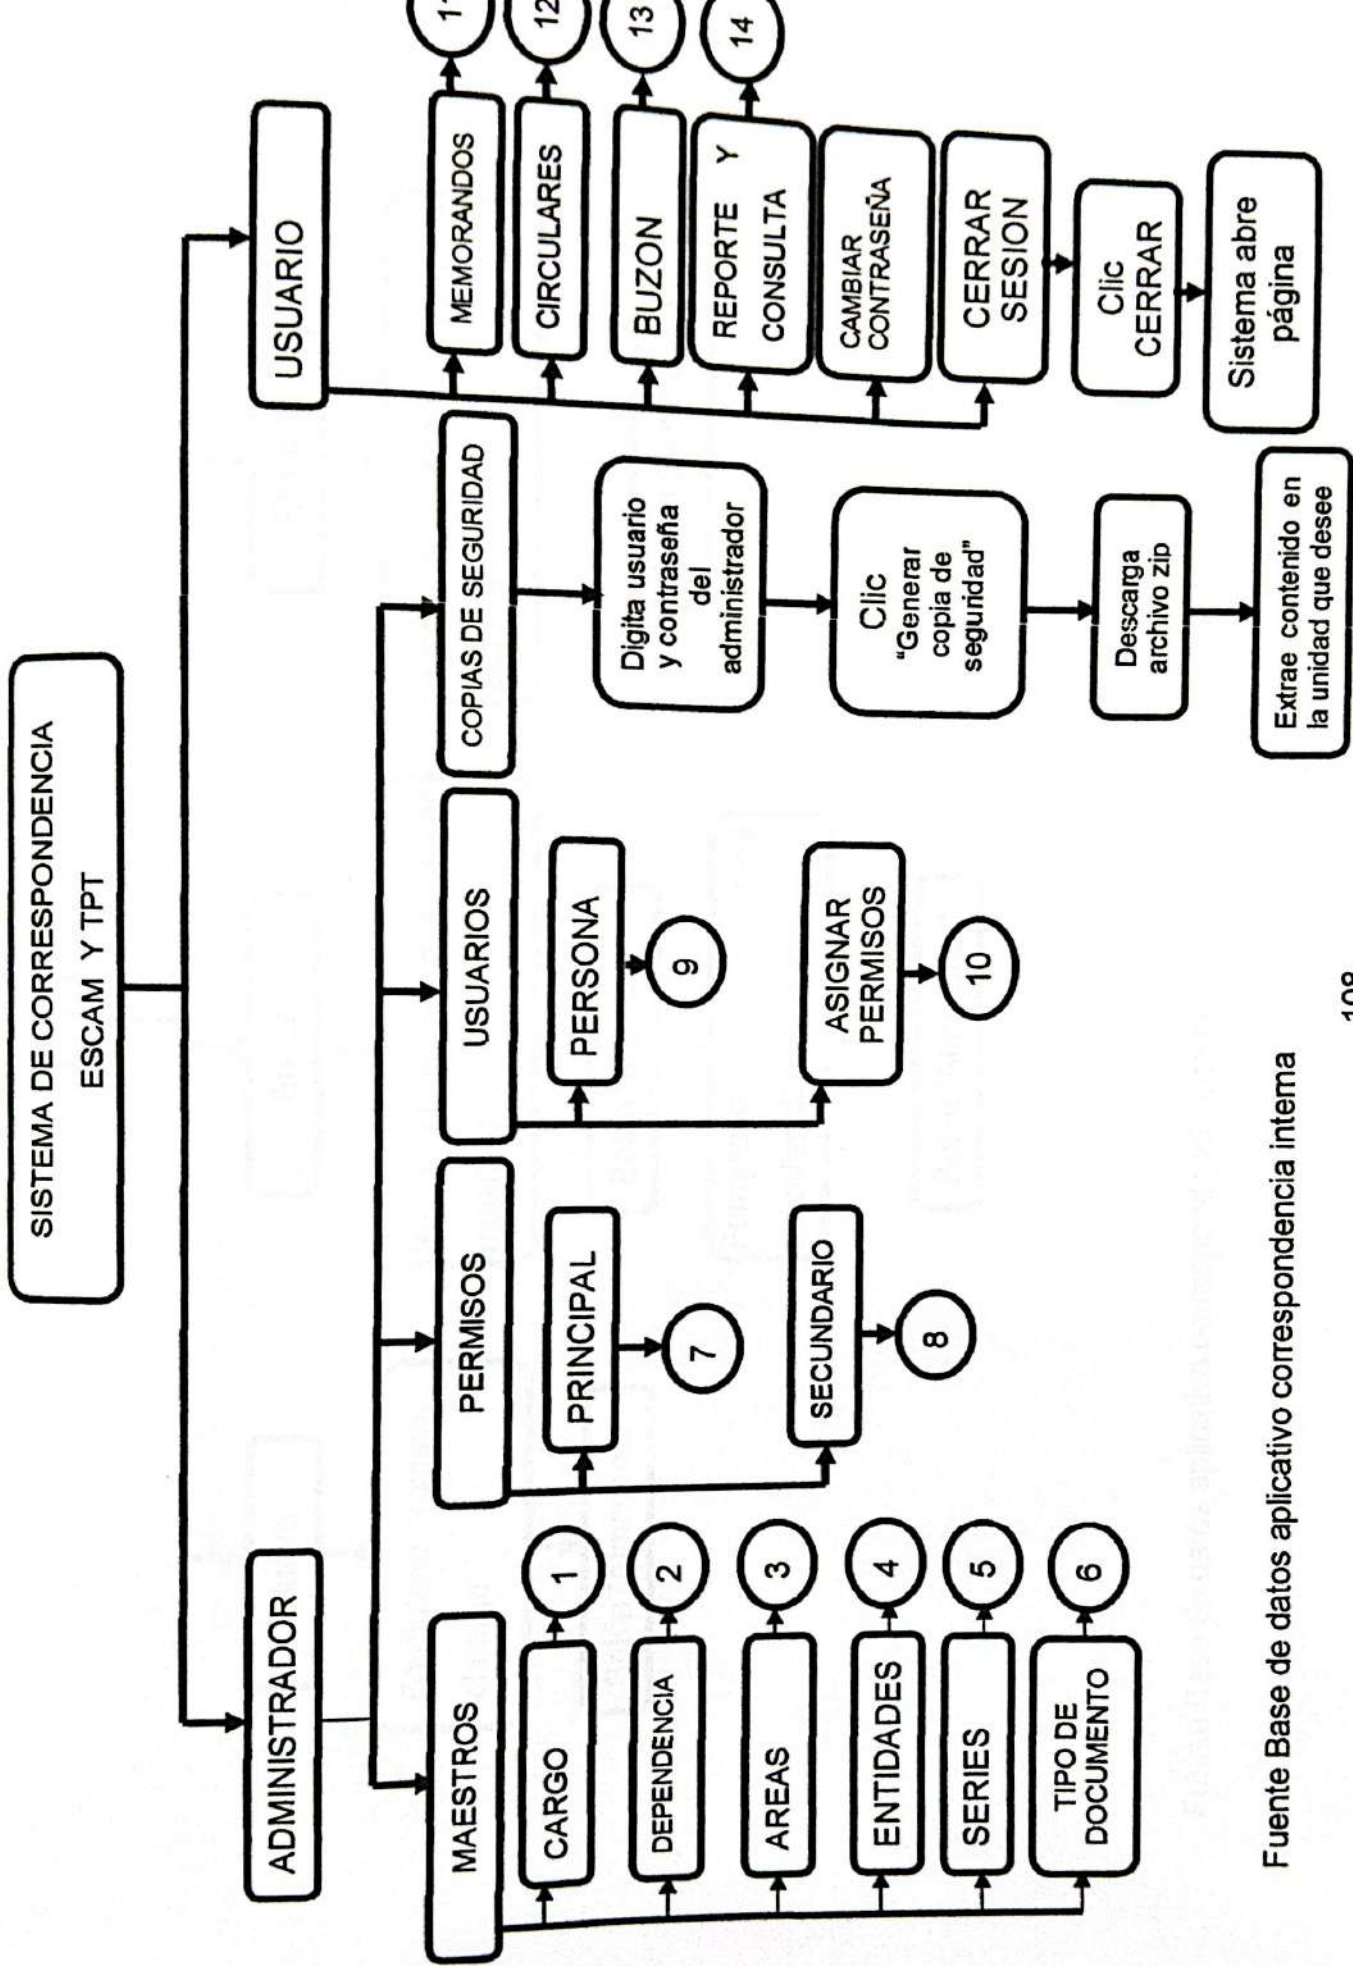 SISTEMA DE CORRESPONDENCIA
ESCAM Y TPT
ADMINISTRADOR
USUARIO
MAESTROS
PERMISOS
USUARIOS
COPIAS DE SEGURIDAD
CARGO
1
DEPENDENCIA
2
AREAS
3
ENTIDADES
4
SERIES
5
TIPO DE
DOCUMENTO
6
PRINCIPAL
7
SECUNDARIO
8
PERSONA
9
ASIGNAR
PERMISOS
10
Digita usuario
y contraseña
del
administrador
Clic
“Generar
copia de
seguridad”
Descarga
archivo zip
Extrae contenido en
la unidad que desee
MEMORANDOS
11
CIRCULARES
12
BUZON
13
REPORTE Y
CONSULTA
14
CAMBIAR
CONTRASEÑA
CERRAR
SESION
Clic
CERRAR
Sistema abre
página
Fuente Base de datos aplicativo correspondencia interna
108